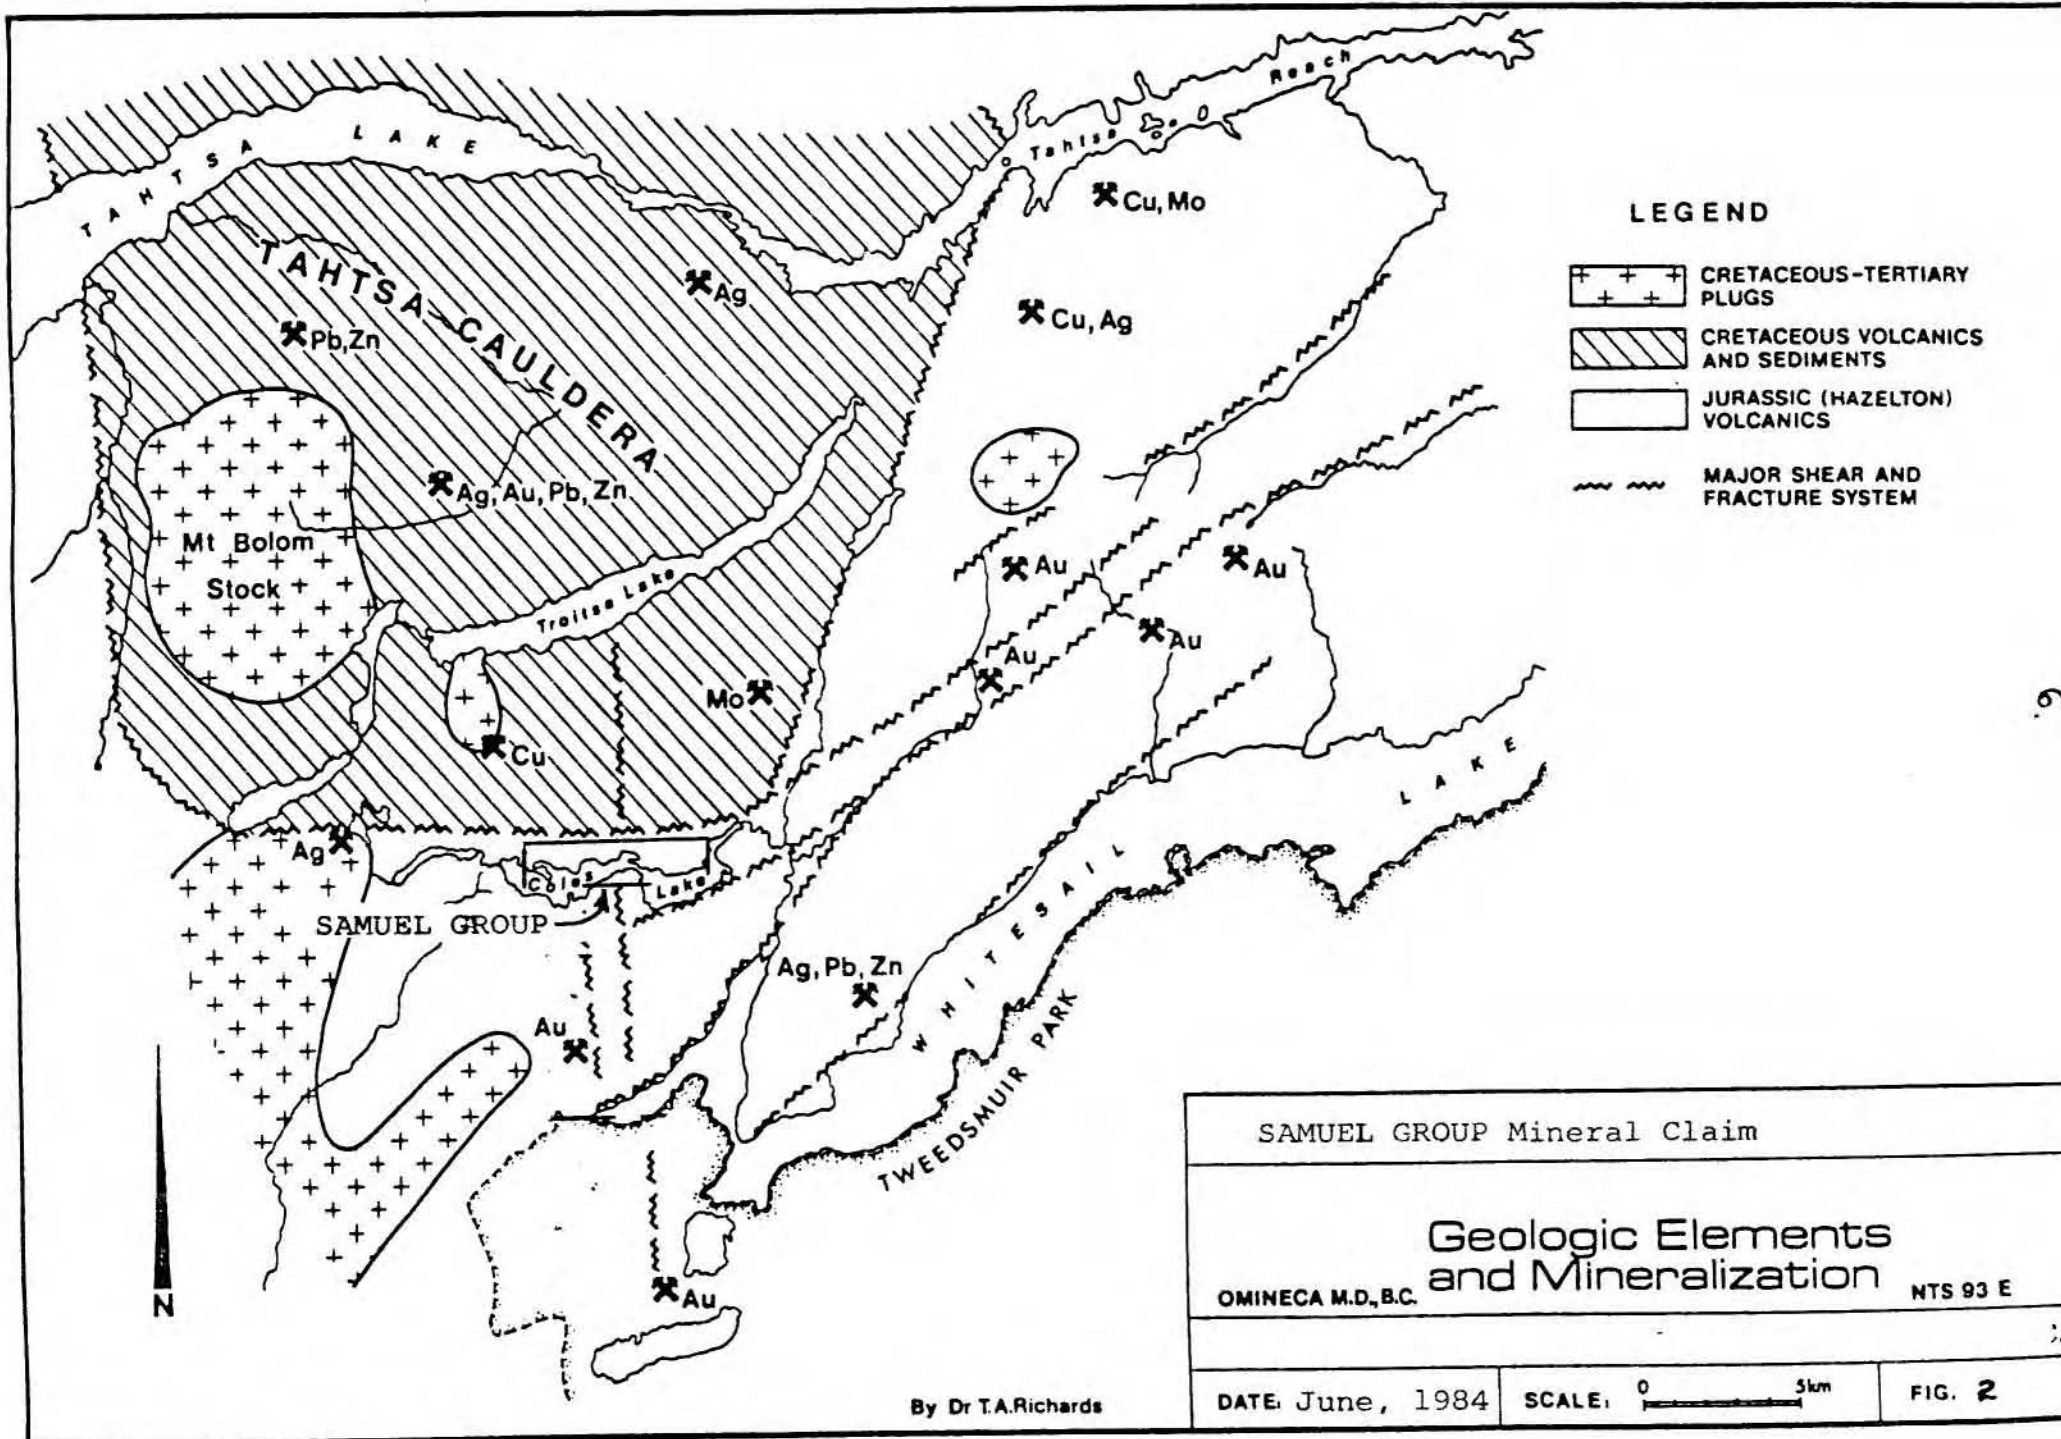 TAHTSA LAKE
Tahtsa Reach
Cu, Mo
LEGEND
TAHTSA CAULDERA
Ag
Cu, Ag
Pb, Zn
CRETACEOUS-TERTIARY
PLUGS
CRETACEOUS VOLCANICS
AND SEDIMENTS
JURASSIC (HAZELTON)
VOLCANICS
MAJOR SHEAR AND
FRACTURE SYSTEM
Ag, Au, Pb, Zn
Mt Bolom
Stock
Troitsa Lake
Au
Au
Au
Au
Mo
Cu
6.
Ag
Coles Lake
SAMUEL GROUP
WHITESAIL LAKE
Ag, Pb, Zn
Au
TWEEDSMUIR PARK
N
Au
By Dr T.A.Richards
SAMUEL GROUP Mineral Claim
Geologic Elements
and Mineralization
OMINECA M.D., B.C.
NTS 93 E
DATE: June, 1984
SCALE: 0 5km
FIG. 2